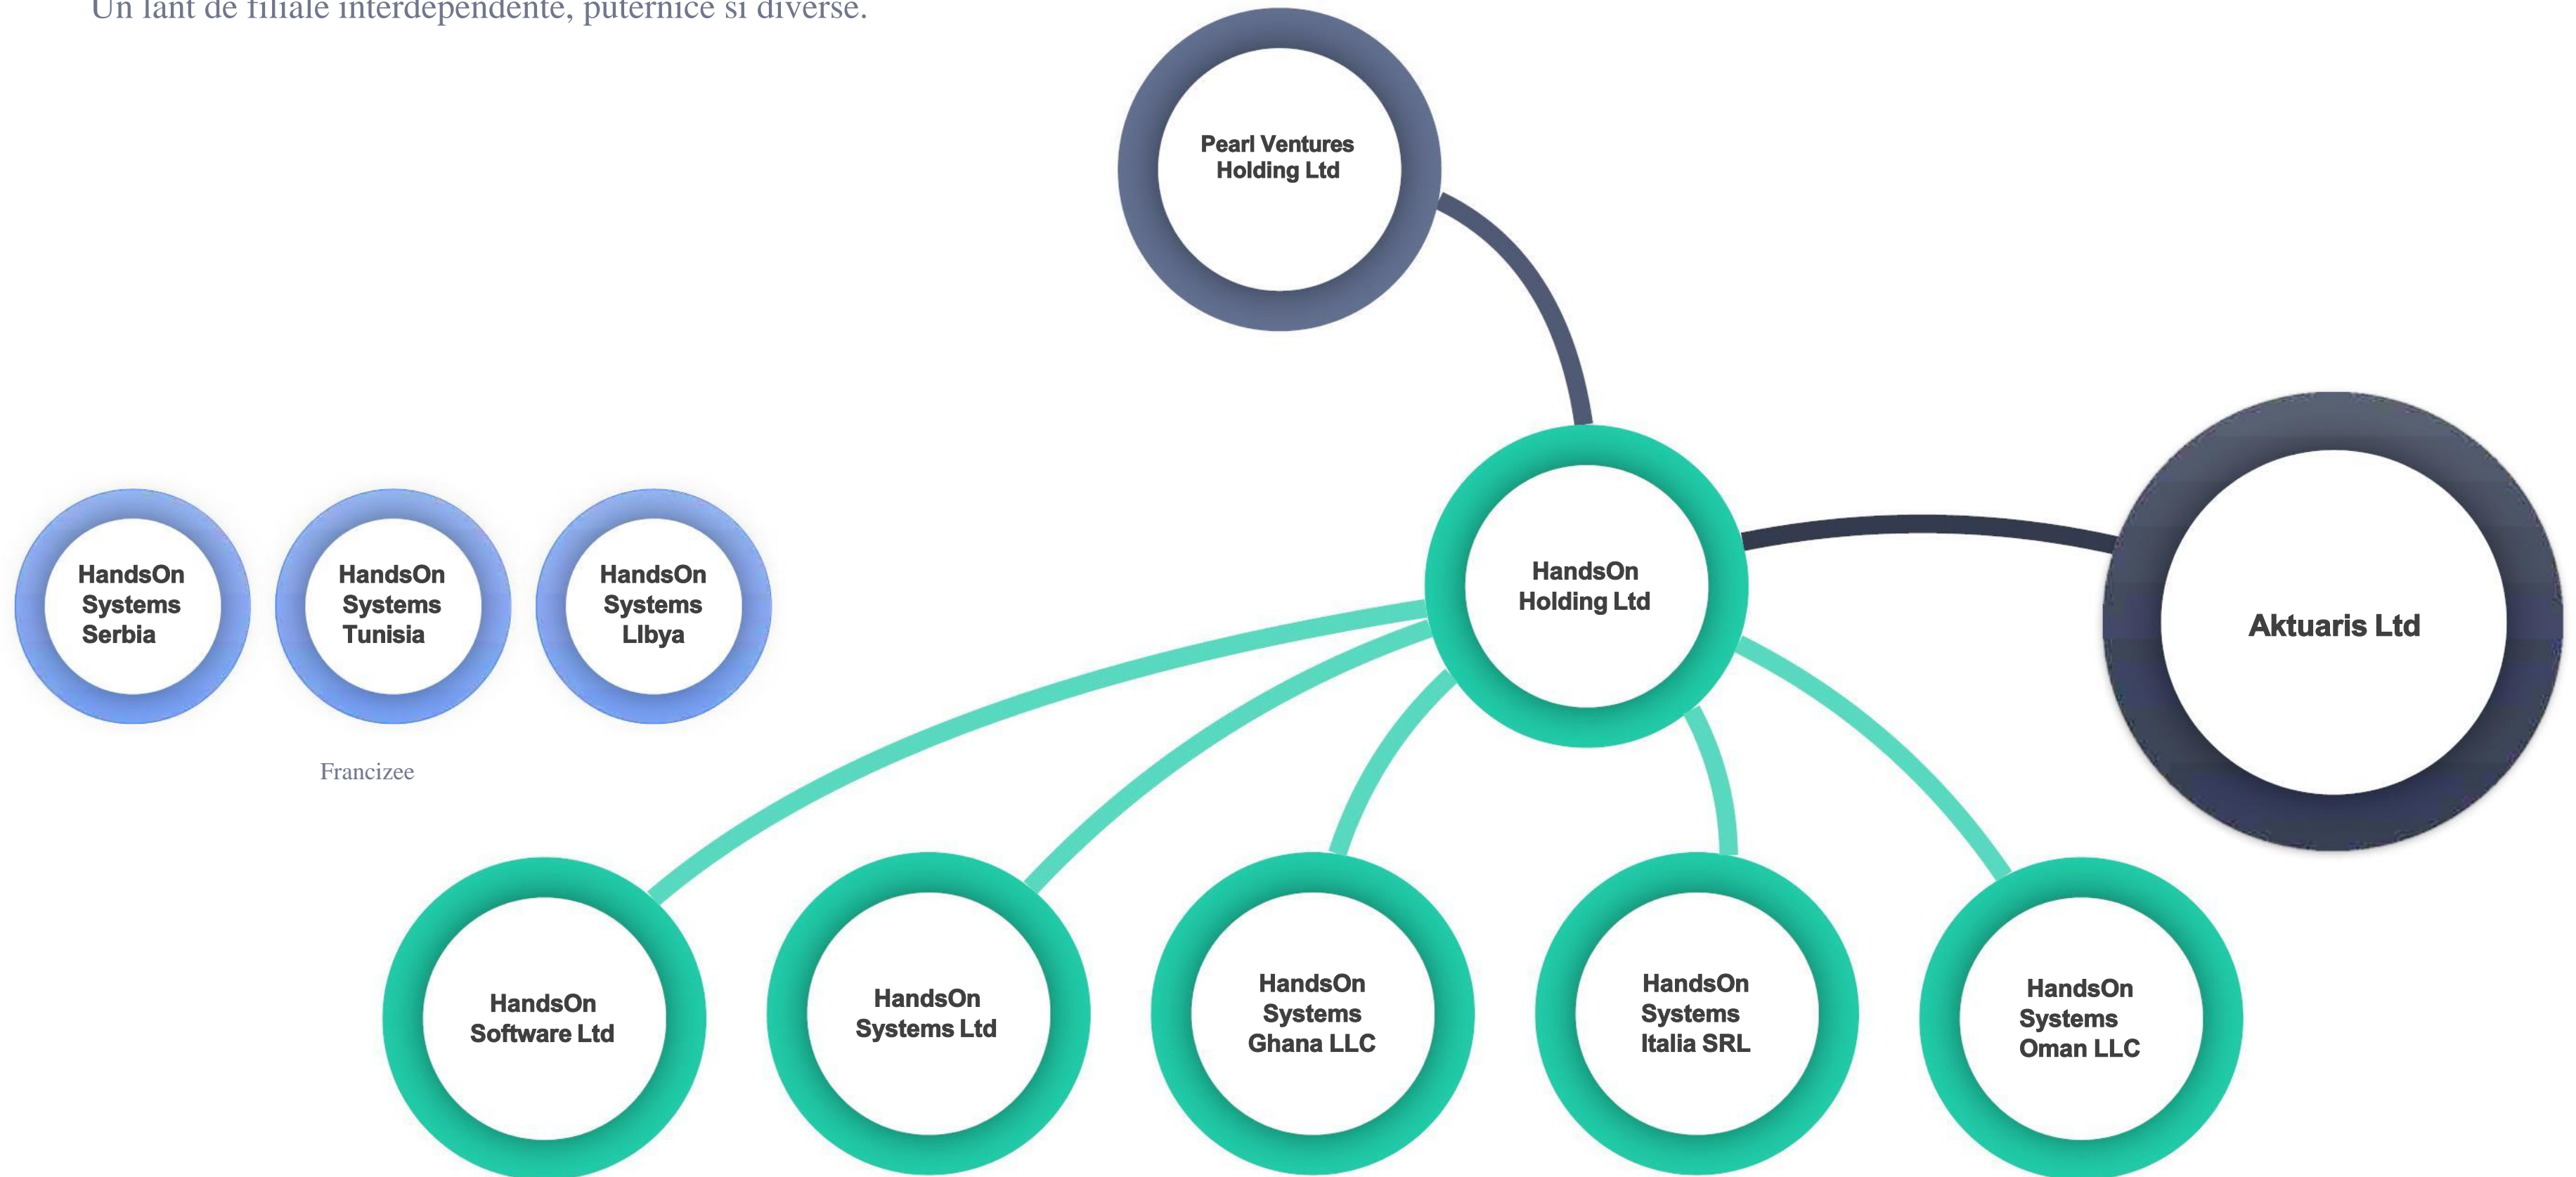 Un lant de filiale interdependente, puternice si diverse.
Pearl Ventures
Holding Ltd
HandsOn
Holding Ltd
Aktuaris Ltd
HandsOn
Systems
Serbia
HandsOn
Systems
Tunisia
HandsOn
Systems
LIbya
Francizee
HandsOn
Software Ltd
HandsOn
Systems Ltd
HandsOn
Systems
Ghana LLC
HandsOn
Systems
Italia SRL
HandsOn
Systems
Oman LLC